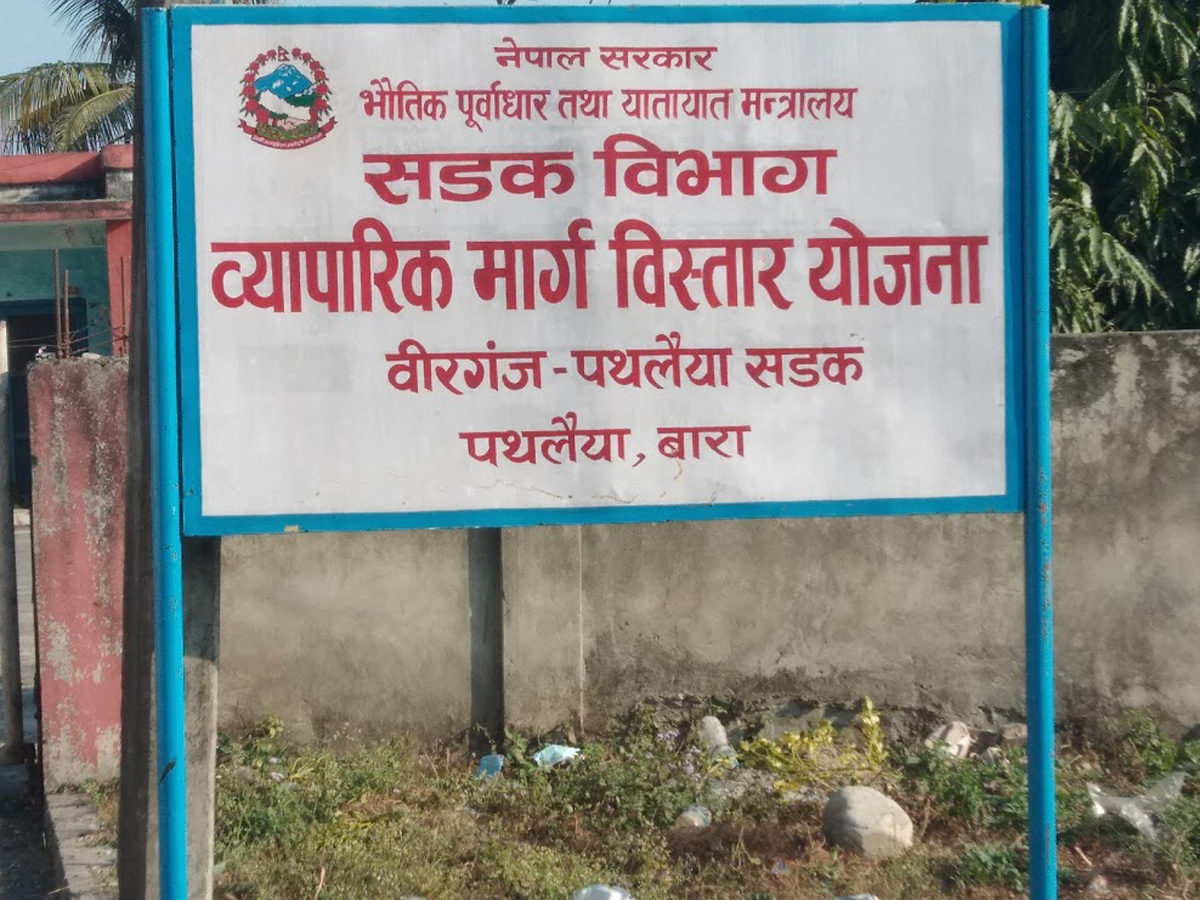 नेपाल सरकार
भौतिक पूर्वाधार तथा यातायात मन्त्रालय
सडक विभाग
व्यापारिक मार्ग विस्तार योजना
वीरगंज - पथलैया सडक
पथलैया, बारा